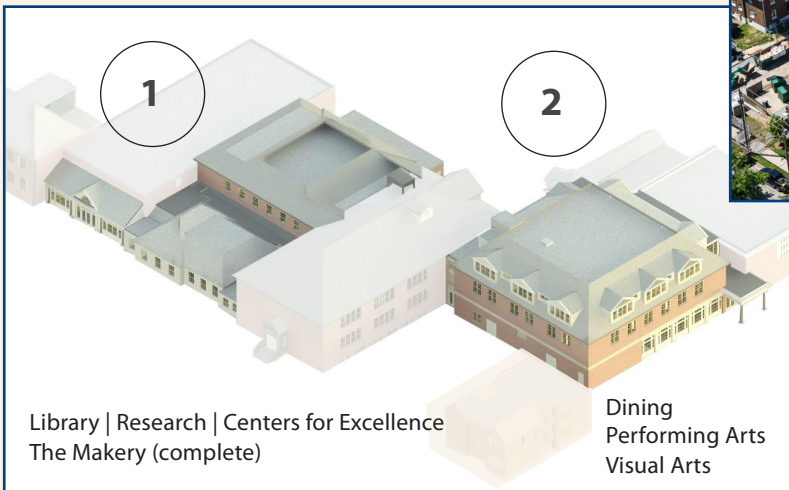 1
2
Library | Research | Centers for Excellence
The Makery (complete)
Dining
Performing Arts
Visual Arts